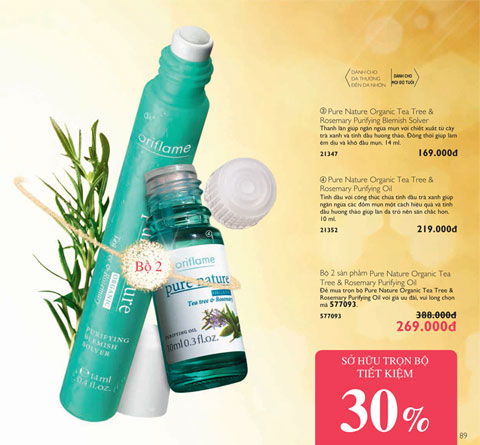 DÀNH CHO
DA THƯỜNG
ĐẾN DA NHỜN
DÀNH CHO
MỌI ĐỘ TUỔI
③ Pure Nature Organic Tea Tree &
Rosemary Purifying Blemish Solver
Thanh lăn giúp ngăn ngừa mụn với chiết xuất từ cây
trà xanh và tinh dầu hương thảo. Đồng thời giúp làm
êm dịu và khử dấu mụn. 14 ml.
21347 169.000đ
④ Pure Nature Organic Tea Tree &
Rosemary Purifying Oil
Tinh dầu với công thức chứa tinh dầu trà xanh giúp
ngăn ngừa các đốm mụn một cách hiệu quả và tinh
dầu hương thảo giúp làn da trở nên săn chắc hơn.
10 ml.
21352 219.000đ
Bộ 2 sản phẩm Pure Nature Organic Tea
Tree & Rosemary Purifying Oil
Để mua trọn bộ Pure Nature Organic Tea Tree &
Rosemary Purifying Oil với giá ưu đãi, vui lòng chọn
mã 577093.
577093 388.000đ
269.000đ
SỞ HỮU TRỌN BỘ
TIẾT KIỆM
30%
89
oriflame
③
Bộ 2
④
oriflame
pure nature
ORGANIC
Tea tree & Rosemary
PURIFYING OIL
10ml 0.3 fl.oz.
ORGANIC
PURIFYING
BLEMISH
SOLVER
14 ml
0.4 fl.oz.